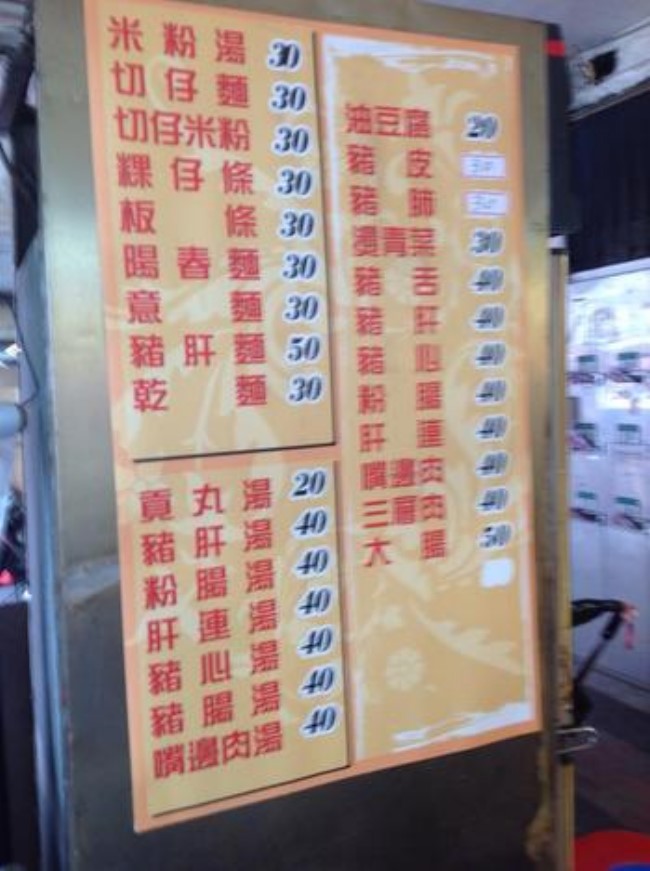 米粉湯 30
切仔麵 30
切仔米粉 30
粿仔條 30
板條 30
陽春麵 30
意麵 30
豬肝麵 50
乾麵 30
貢丸湯 20
豬肝湯 40
粉腸湯 40
肝連湯 40
豬心湯 40
豬腸湯 40
嘴邊肉湯 40
油豆腐 20
豬皮 30
豬肺 30
燙青菜 30
豬舌 40
豬肝 40
豬心 40
粉腸 40
肝連 40
嘴邊肉 40
三層肉 40
大腸 50